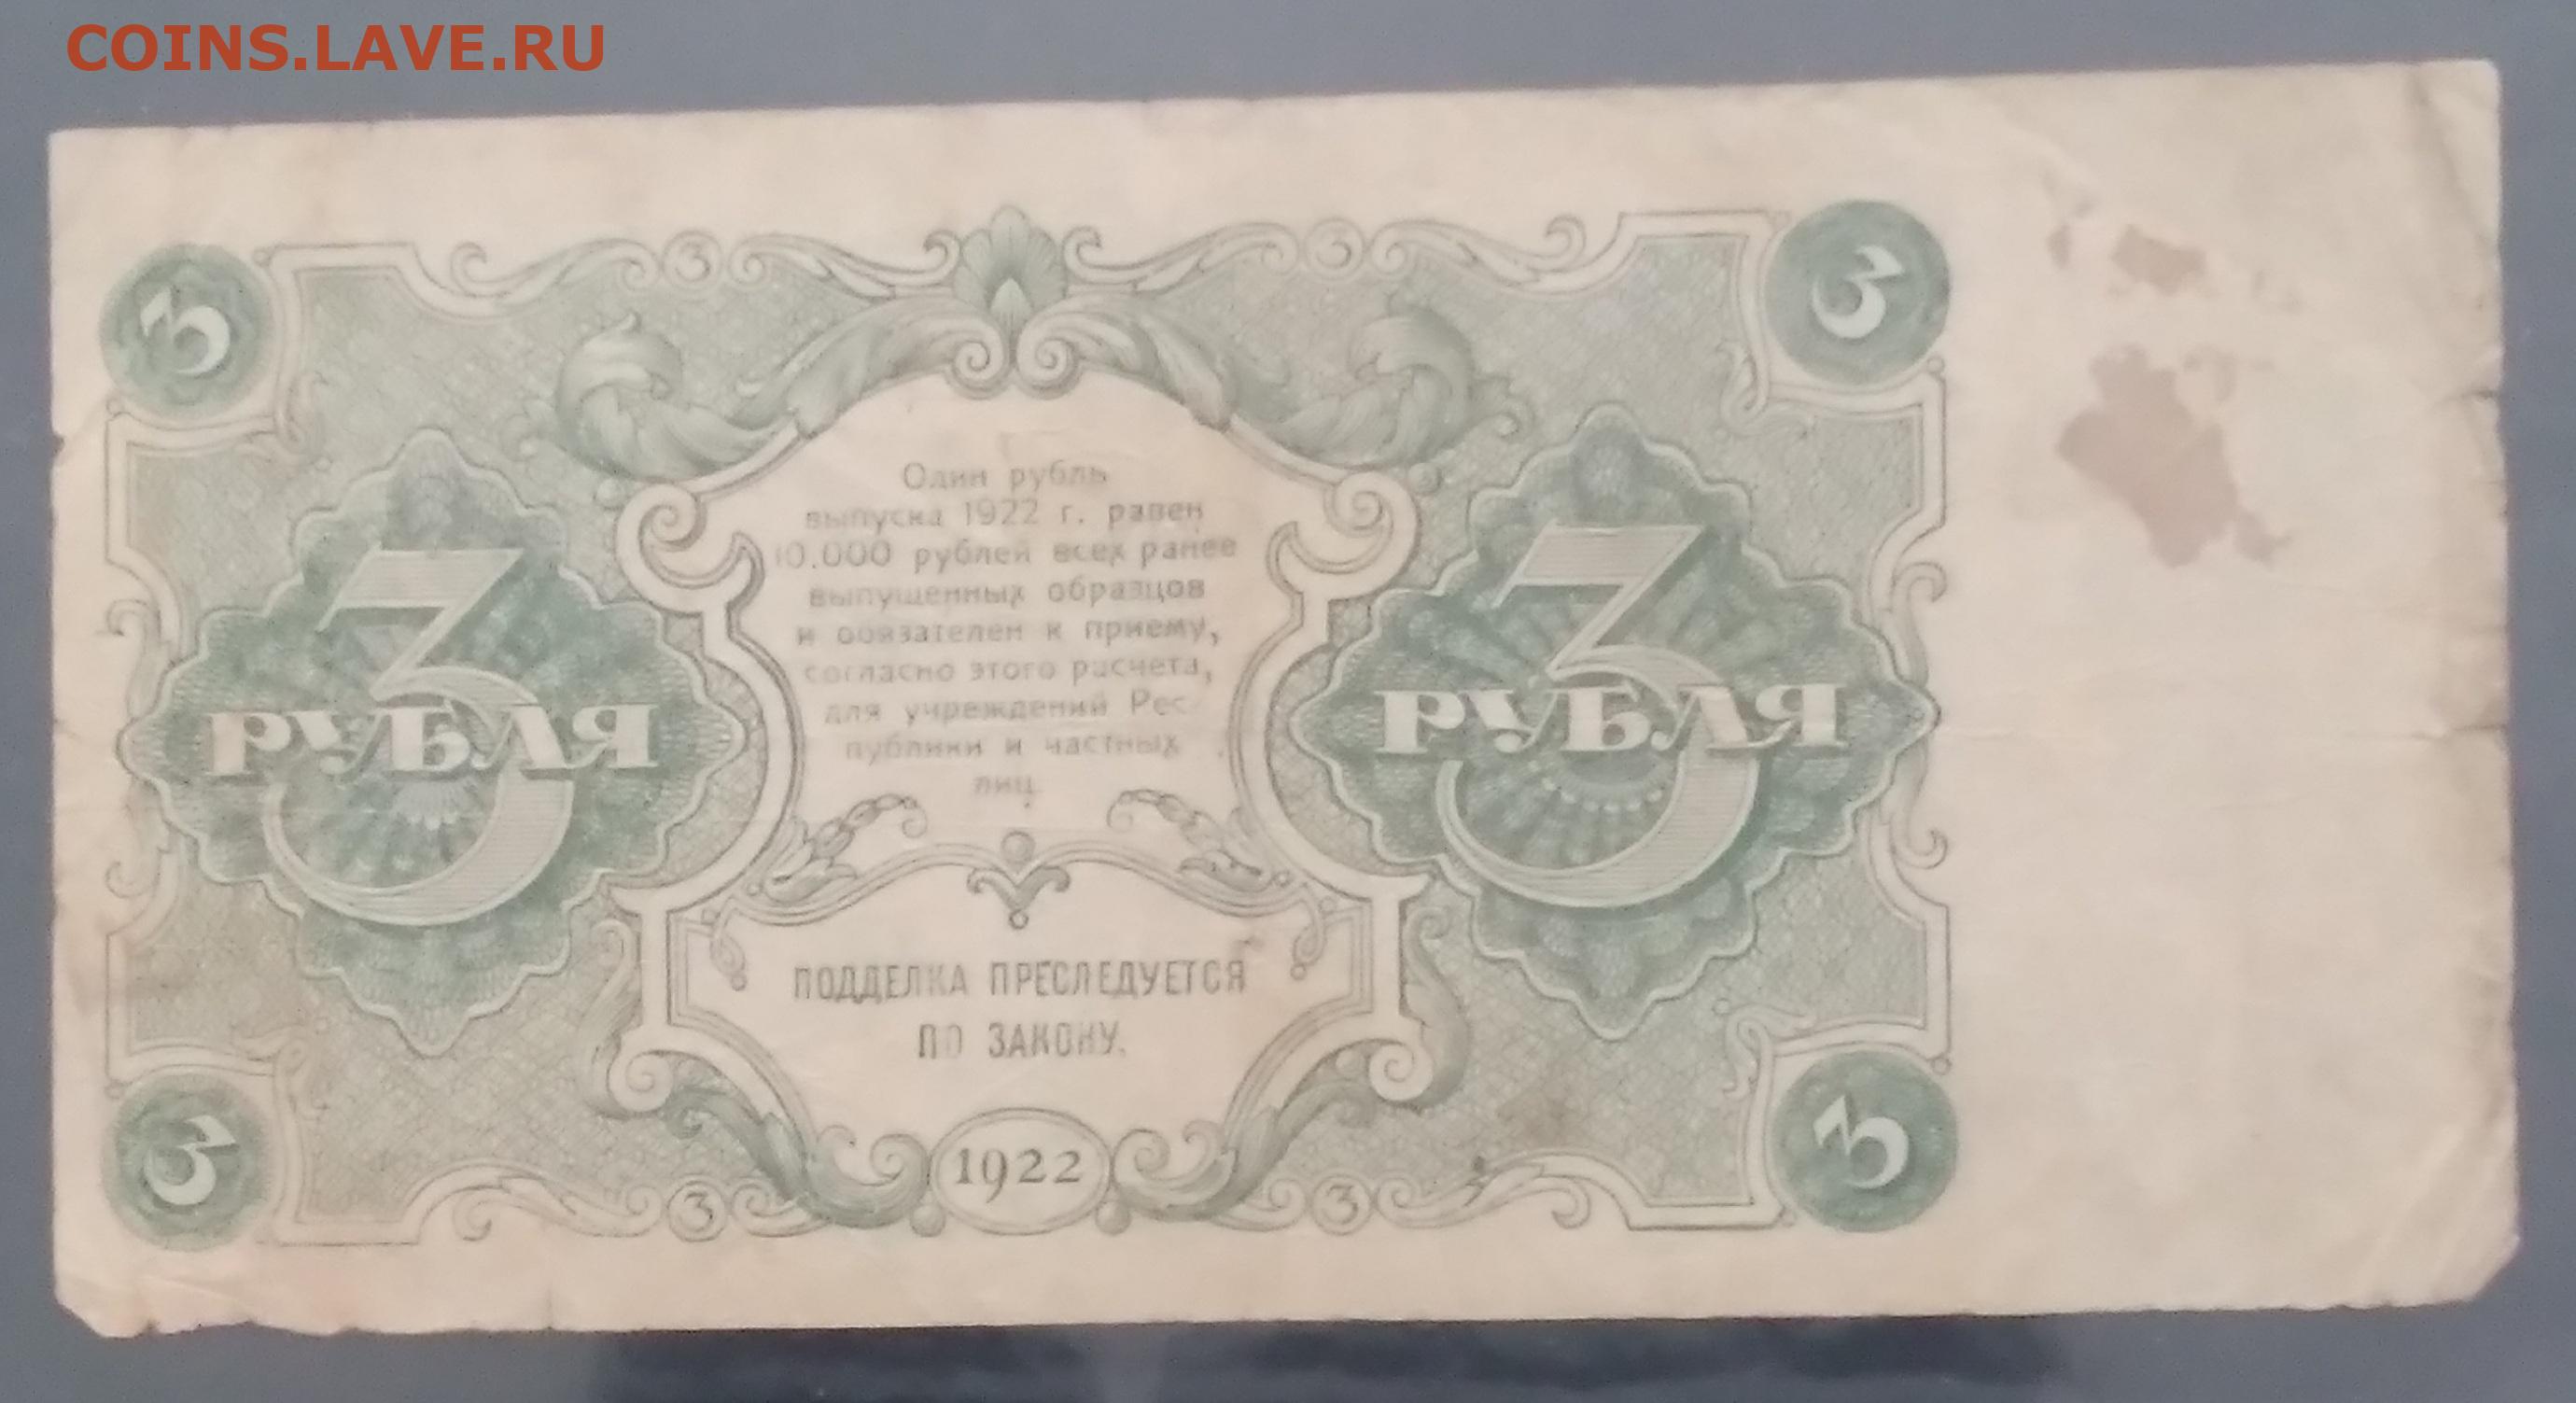 COINS.LAVE.RU
3 3
3 3
Один рубль
выпуска 1922 г. равен
10.000 рублей всех ранее
выпущенных образцов
и обязателен к приему,
согласно этого расчета,
для учреждений Рес
публики и частных
лиц.
3 РУБЛЯ
3 РУБЛЯ
ПОДДЕЛКА ПРЕСЛЕДУЕТСЯ
ПО ЗАКОНУ.
3 3
1922
3 3